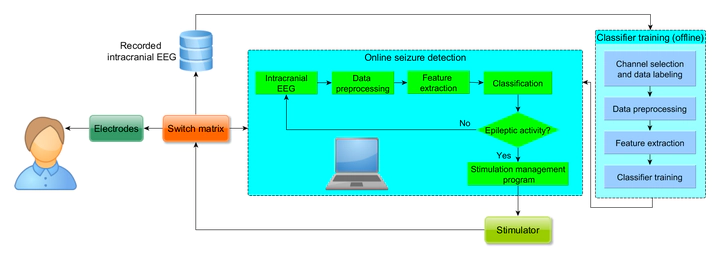 Recorded
intracranial EEG
Electrodes
Switch matrix
Online seizure detection
Intracranial
EEG
Data
preprocessing
Feature
extraction
Classification
No
Epileptic activity?
Yes
Stimulation management
program
Stimulator
Classifier training (offline)
Channel selection
and data labeling
Data preprocessing
Feature extraction
Classifier training